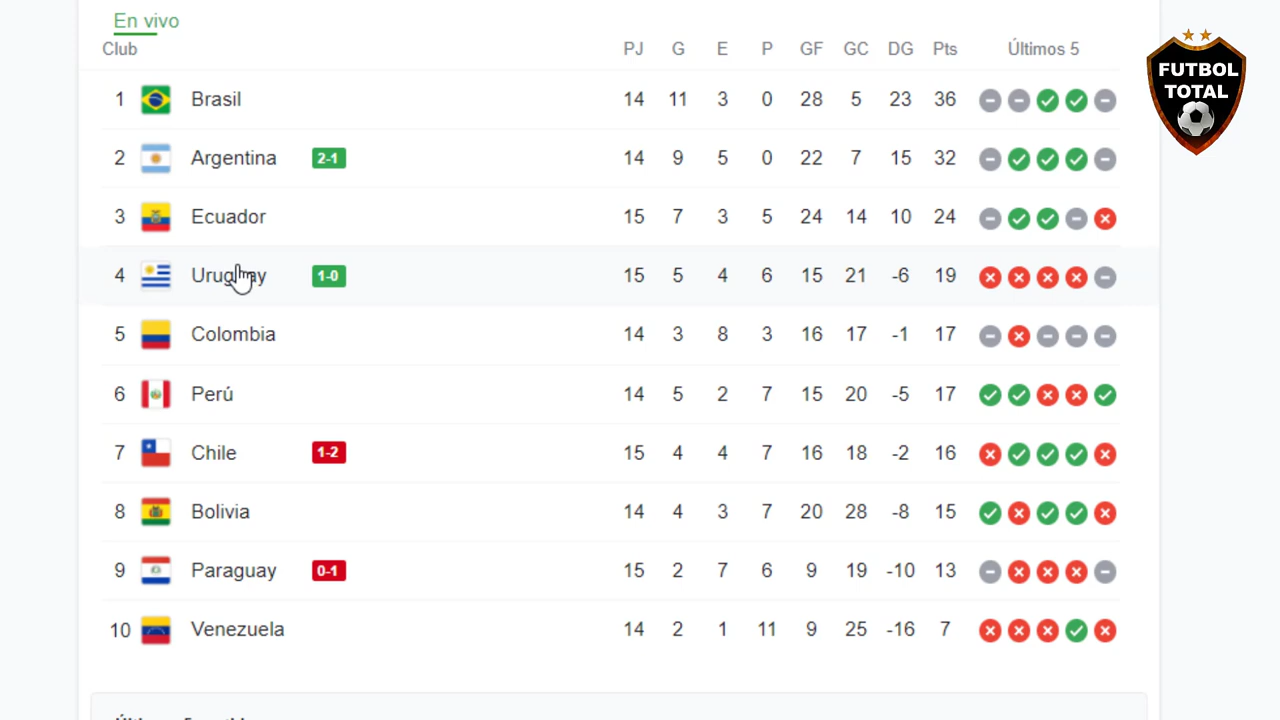 En vivo
Club PJ G E P GF GC DG Pts Últimos 5
1 Brasil 14 11 3 0 28 5 23 36
2 Argentina 2-1 14 9 5 0 22 7 15 32
3 Ecuador 15 7 3 5 24 14 10 24
4 Uruguay 1-0 15 5 4 6 15 21 -6 19
5 Colombia 14 3 8 3 16 17 -1 17
6 Perú 14 5 2 7 15 20 -5 17
7 Chile 1-2 15 4 4 7 16 18 -2 16
8 Bolivia 14 4 3 7 20 28 -8 15
9 Paraguay 0-1 15 2 7 6 9 19 -10 13
10 Venezuela 14 2 1 11 9 25 -16 7
FUTBOL
TOTAL